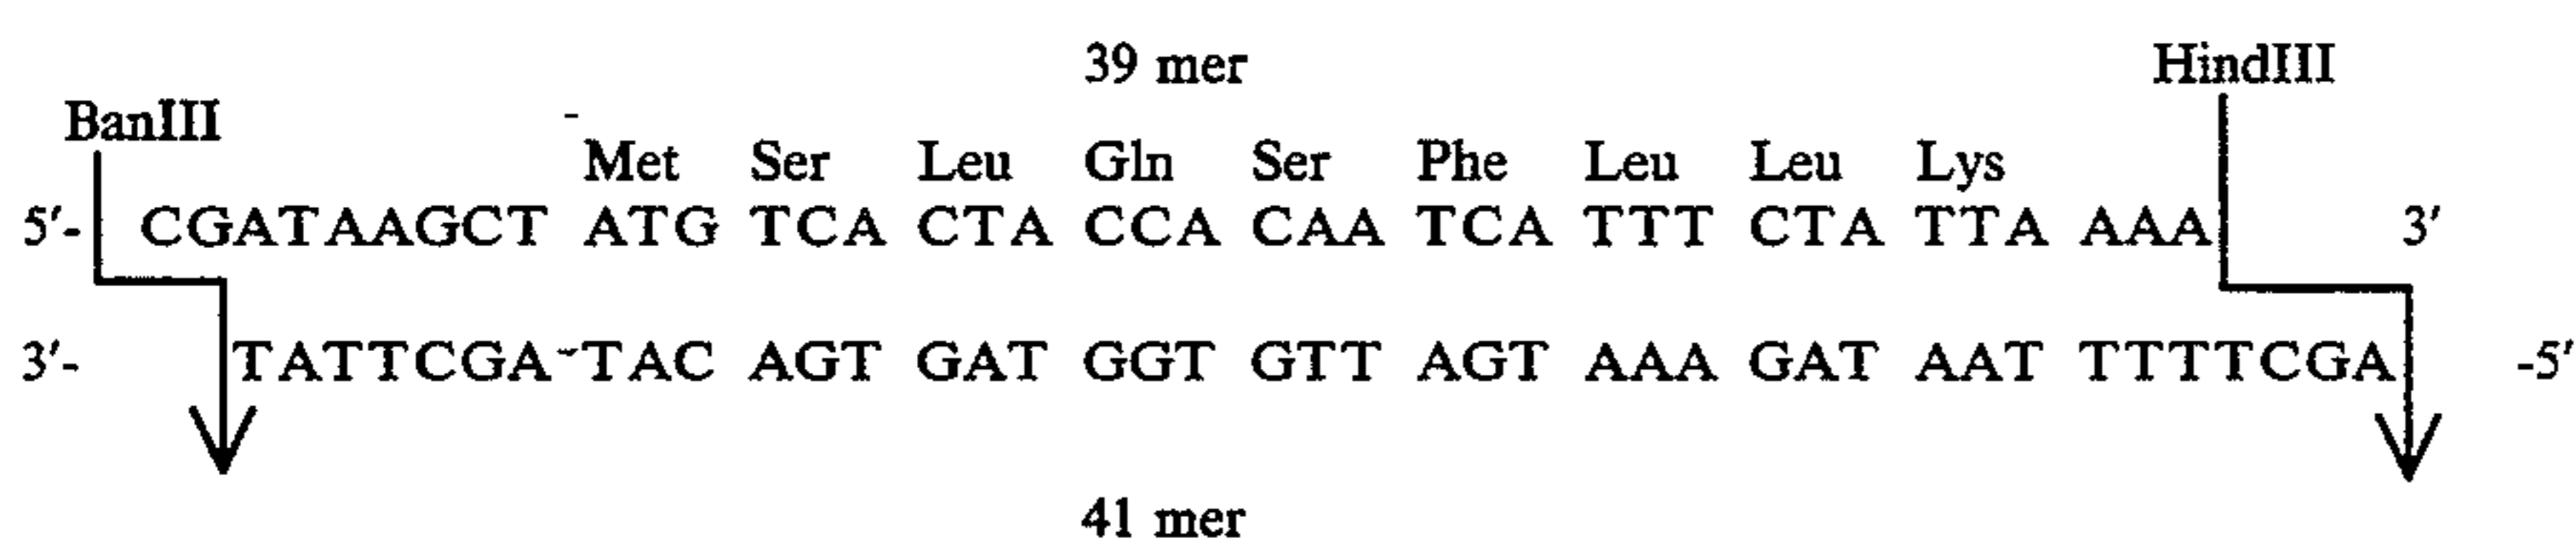 39 mer
HindIII
BanIII
Met Ser Leu Gln Ser Phe Leu Leu Lys
5′- CGATAAGCT ATG TCA CTA CCA CAA TCA TTT CTA TTA AAA 3′
3′- TATTCGA TAC AGT GAT GGT GTT AGT AAA GAT AAT TTTTCGA -5′
41 mer